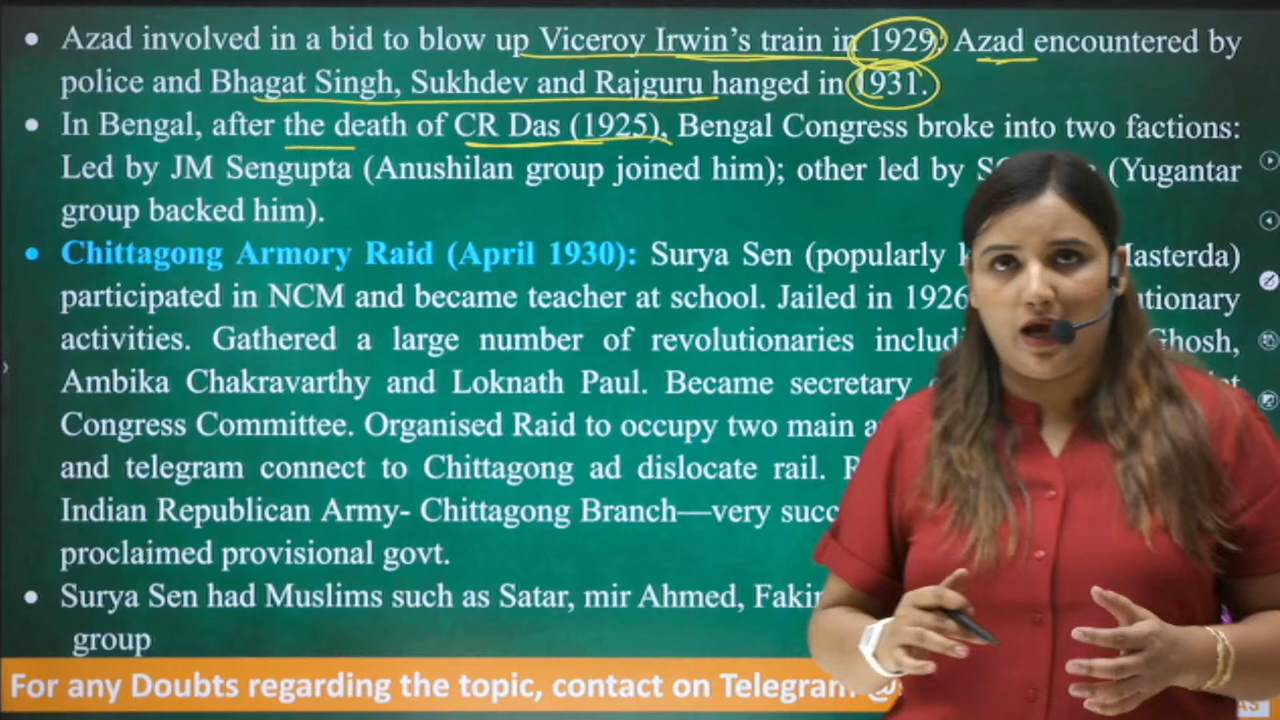 • Azad involved in a bid to blow up Viceroy Irwin's train in 1929. Azad encountered by
police and Bhagat Singh, Sukhdev and Rajguru hanged in 1931.
• In Bengal, after the death of CR Das (1925), Bengal Congress broke into two factions:
Led by JM Sengupta (Anushilan group joined him); other led by (Yugantar
group backed him).
• Chittagong Armory Raid (April 1930): Surya Sen (popularly Masterda)
participated in NCM and became teacher at school. Jailed in 1926
activities. Gathered a large number of revolutionaries Ghosh,
Ambika Chakravarthy and Loknath Paul. Became secretary
Congress Committee. Organised Raid to occupy two main
and telegram connect to Chittagong ad dislocate rail.
Indian Republican Army- Chittagong Branch—very
proclaimed provisional govt.
• Surya Sen had Muslims such as Satar, mir Ahmed,
group
For any Doubts regarding the topic, contact on Telegram @